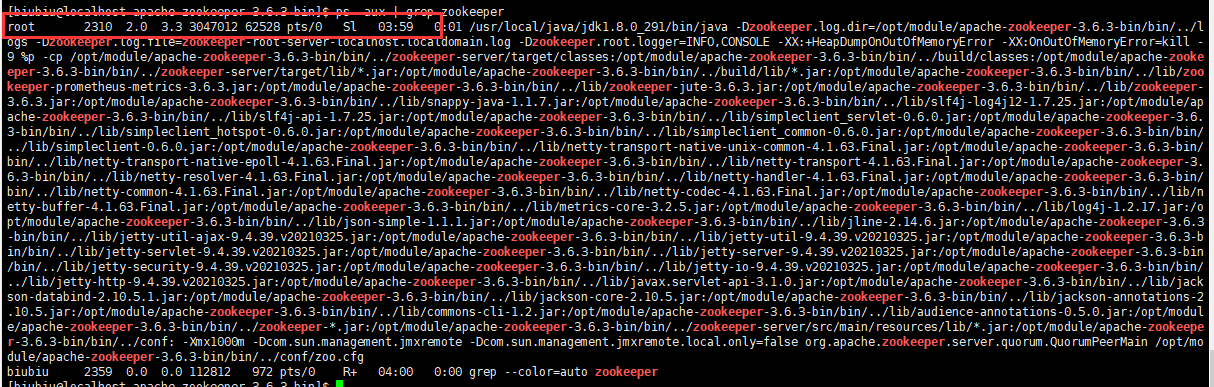 [biubiu@localhost apache-zookeeper-3.6.3-bin]$ ps -aux | grep zookeeper
root 2310 2.0 3.3 3047012 62528 pts/0 Sl 03:59 0:01 /usr/local/java/jdk1.8.0_291/bin/java -Dzookeeper.log.dir=/opt/module/apache-zookeeper-3.6.3-bin/bin/../l
ogs -Dzookeeper.log.file=zookeeper-root-server-localhost.localdomain.log -Dzookeeper.root.logger=INFO,CONSOLE -XX:+HeapDumpOnOutOfMemoryError -XX:OnOutOfMemoryError=kill -
9 %p -cp /opt/module/apache-zookeeper-3.6.3-bin/bin/../zookeeper-server/target/classes:/opt/module/apache-zookeeper-3.6.3-bin/bin/../build/classes:/opt/module/apache-zooke
eper-3.6.3-bin/bin/../zookeeper-server/target/lib/*.jar:/opt/module/apache-zookeeper-3.6.3-bin/bin/../build/lib/*.jar:/opt/module/apache-zookeeper-3.6.3-bin/bin/../lib/zoo
keeper-prometheus-metrics-3.6.3.jar:/opt/module/apache-zookeeper-3.6.3-bin/bin/../lib/zookeeper-jute-3.6.3.jar:/opt/module/apache-zookeeper-3.6.3-bin/bin/../lib/zookeeper-
3.6.3.jar:/opt/module/apache-zookeeper-3.6.3-bin/bin/../lib/snappy-java-1.1.7.jar:/opt/module/apache-zookeeper-3.6.3-bin/bin/../lib/slf4j-log4j12-1.7.25.jar:/opt/module/ap
ache-zookeeper-3.6.3-bin/bin/../lib/slf4j-api-1.7.25.jar:/opt/module/apache-zookeeper-3.6.3-bin/bin/../lib/simpleclient_servlet-0.6.0.jar:/opt/module/apache-zookeeper-3.6.
3-bin/bin/../lib/simpleclient_hotspot-0.6.0.jar:/opt/module/apache-zookeeper-3.6.3-bin/bin/../lib/simpleclient_common-0.6.0.jar:/opt/module/apache-zookeeper-3.6.3-bin/bin/
../lib/simpleclient-0.6.0.jar:/opt/module/apache-zookeeper-3.6.3-bin/bin/../lib/netty-transport-native-unix-common-4.1.63.Final.jar:/opt/module/apache-zookeeper-3.6.3-bin/
bin/../lib/netty-transport-native-epoll-4.1.63.Final.jar:/opt/module/apache-zookeeper-3.6.3-bin/bin/../lib/netty-transport-4.1.63.Final.jar:/opt/module/apache-zookeeper-3.
6.3-bin/bin/../lib/netty-resolver-4.1.63.Final.jar:/opt/module/apache-zookeeper-3.6.3-bin/bin/../lib/netty-handler-4.1.63.Final.jar:/opt/module/apache-zookeeper-3.6.3-bin/
bin/../lib/netty-common-4.1.63.Final.jar:/opt/module/apache-zookeeper-3.6.3-bin/bin/../lib/netty-codec-4.1.63.Final.jar:/opt/module/apache-zookeeper-3.6.3-bin/bin/../lib/n
etty-buffer-4.1.63.Final.jar:/opt/module/apache-zookeeper-3.6.3-bin/bin/../lib/metrics-core-3.2.5.jar:/opt/module/apache-zookeeper-3.6.3-bin/bin/../lib/log4j-1.2.17.jar:/o
pt/module/apache-zookeeper-3.6.3-bin/bin/../lib/json-simple-1.1.1.jar:/opt/module/apache-zookeeper-3.6.3-bin/bin/../lib/jline-2.14.6.jar:/opt/module/apache-zookeeper-3.6.3
-bin/bin/../lib/jetty-util-ajax-9.4.39.v20210325.jar:/opt/module/apache-zookeeper-3.6.3-bin/bin/../lib/jetty-util-9.4.39.v20210325.jar:/opt/module/apache-zookeeper-3.6.3-b
in/bin/../lib/jetty-servlet-9.4.39.v20210325.jar:/opt/module/apache-zookeeper-3.6.3-bin/bin/../lib/jetty-server-9.4.39.v20210325.jar:/opt/module/apache-zookeeper-3.6.3-bin
/bin/../lib/jetty-security-9.4.39.v20210325.jar:/opt/module/apache-zookeeper-3.6.3-bin/bin/../lib/jetty-io-9.4.39.v20210325.jar:/opt/module/apache-zookeeper-3.6.3-bin/bin/
../lib/jetty-http-9.4.39.v20210325.jar:/opt/module/apache-zookeeper-3.6.3-bin/bin/../lib/javax.servlet-api-3.1.0.jar:/opt/module/apache-zookeeper-3.6.3-bin/bin/../lib/jack
son-databind-2.10.5.1.jar:/opt/module/apache-zookeeper-3.6.3-bin/bin/../lib/jackson-core-2.10.5.jar:/opt/module/apache-zookeeper-3.6.3-bin/bin/../lib/jackson-annotations-2
.10.5.jar:/opt/module/apache-zookeeper-3.6.3-bin/bin/../lib/commons-cli-1.2.jar:/opt/module/apache-zookeeper-3.6.3-bin/bin/../lib/audience-annotations-0.5.0.jar:/opt/modul
e/apache-zookeeper-3.6.3-bin/bin/../zookeeper-*.jar:/opt/module/apache-zookeeper-3.6.3-bin/bin/../zookeeper-server/src/main/resources/lib/*.jar:/opt/module/apache-zookeepe
r-3.6.3-bin/bin/../conf: -Xmx1000m -Dcom.sun.management.jmxremote -Dcom.sun.management.jmxremote.local.only=false org.apache.zookeeper.server.quorum.QuorumPeerMain /opt/mo
dule/apache-zookeeper-3.6.3-bin/bin/../conf/zoo.cfg
biubiu 2359 0.0 0.0 112812 972 pts/0 R+ 04:00 0:00 grep --color=auto zookeeper
[biubiu@localhost apache-zookeeper-3.6.3-bin]$